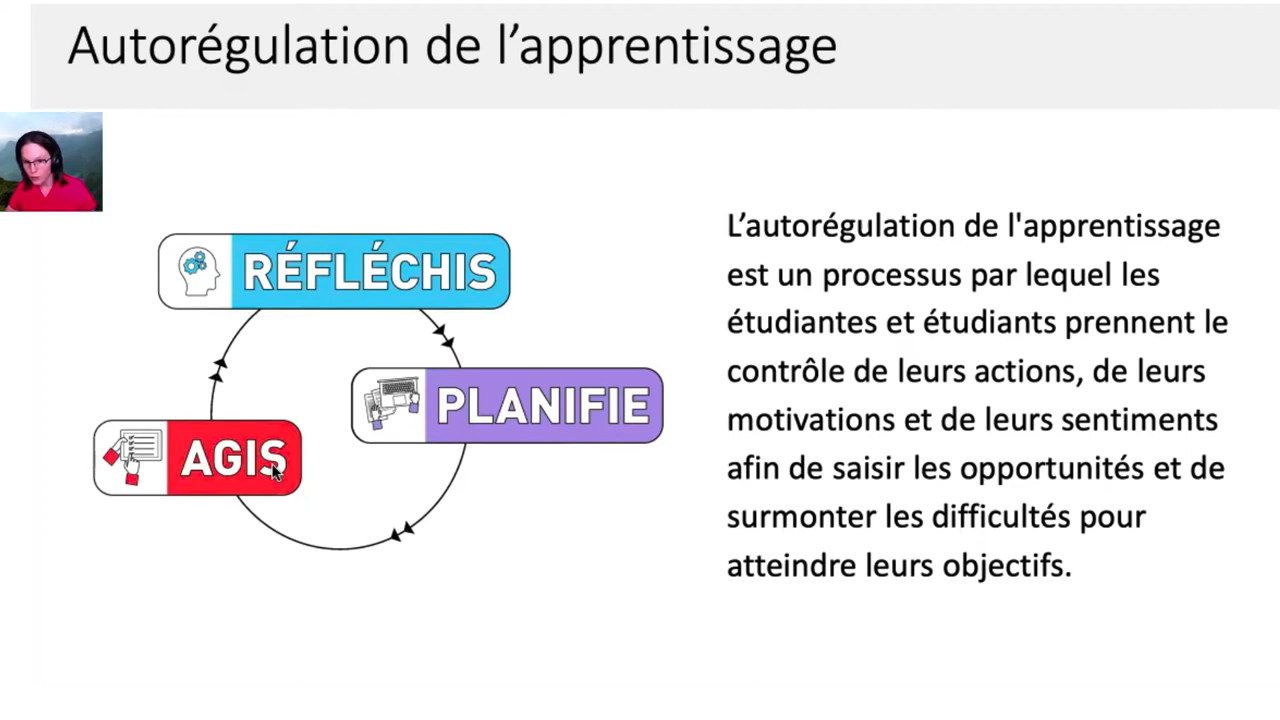 Autorégulation de l’apprentissage
RÉFLÉCHIS
PLANIFIE
AGIS
L’autorégulation de l'apprentissage
est un processus par lequel les
étudiantes et étudiants prennent le
contrôle de leurs actions, de leurs
motivations et de leurs sentiments
afin de saisir les opportunités et de
surmonter les difficultés pour
atteindre leurs objectifs.